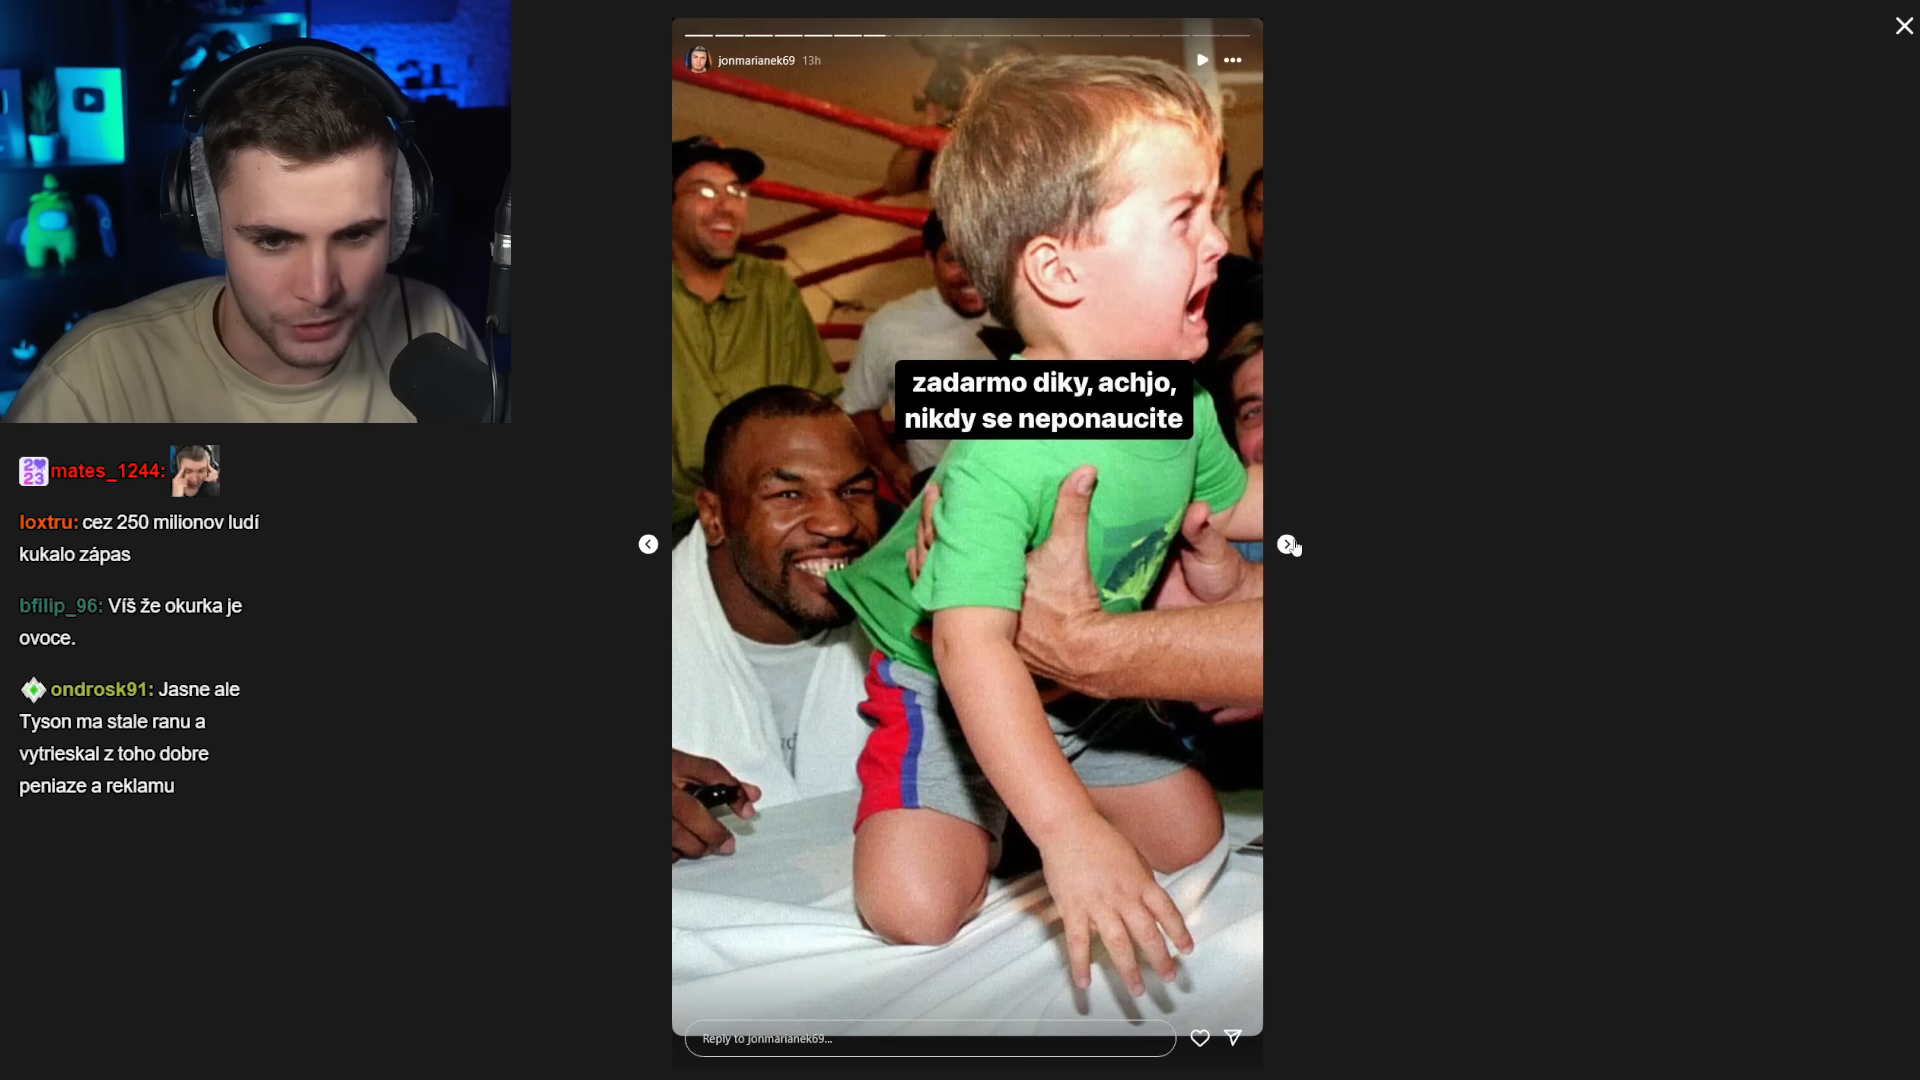 jonmarianek69 13h
zadarmo diky, achjo,
nikdy se neponaucite
2023
mates_1244:
loxtru: cez 250 milionov ludí
kukalo zápas
bfilip_96: Víš že okurka je
ovoce.
ondrosk91: Jasne ale
Tyson ma stale ranu a
vytrieskal z toho dobre
peniaze a reklamu
Reply to jonmarianek69...